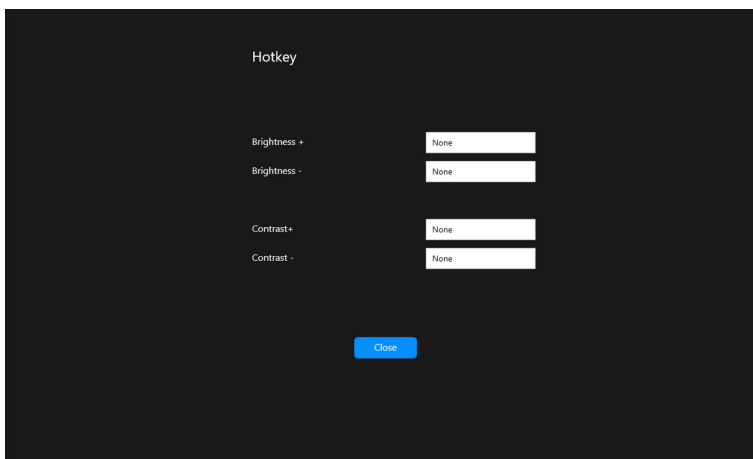 Hotkey
Brightness + None
Brightness - None
Contrast+ None
Contrast - None
Close